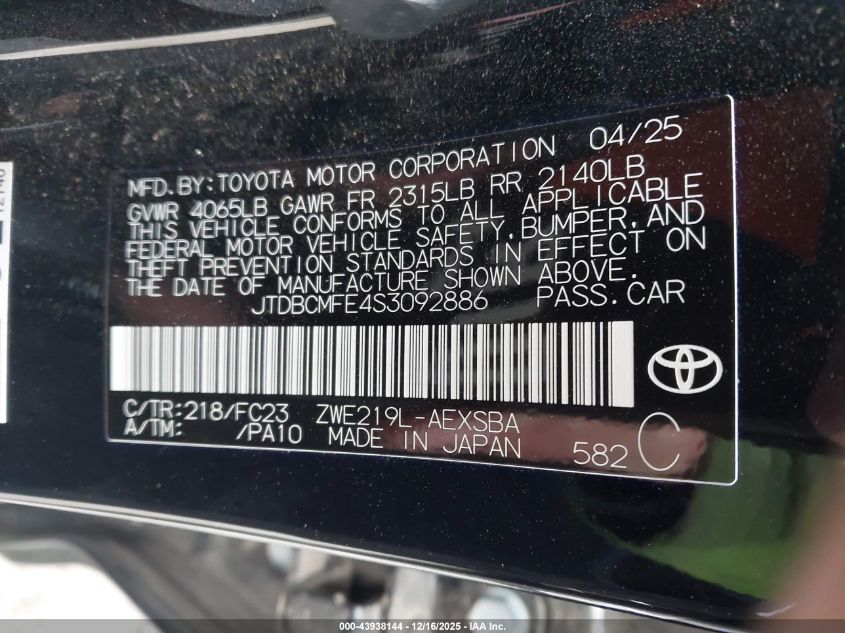 MFD.BY:TOYOTA MOTOR CORPORATION 04/25
GVWR 4065LB GAWR FR 2315LB RR 2140LB
THIS VEHICLE CONFORMS TO ALL APPLICABLE
FEDERAL MOTOR VEHICLE SAFETY,BUMPER,AND
THEFT PREVENTION STANDARDS IN EFFECT ON
THE DATE OF MANUFACTURE SHOWN ABOVE.
JTDBCMFE4S3092886 PASS.CAR
C/TR:218/FC23 ZWE219L-AEXSBA
A/TM: /PA10 MADE IN JAPAN 582 C
000-43938144 - 12/16/2025 - IAA Inc.